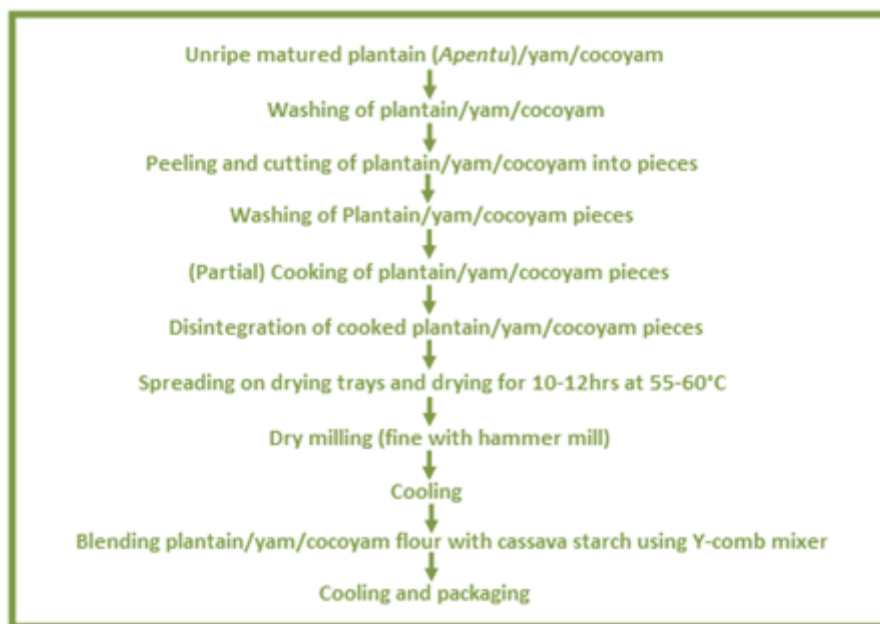 Unripe matured plantain (Apentu)/yam/cocoyam
Washing of plantain/yam/cocoyam
Peeling and cutting of plantain/yam/cocoyam into pieces
Washing of Plantain/yam/cocoyam pieces
(Partial) Cooking of plantain/yam/cocoyam pieces
Disintegration of cooked plantain/yam/cocoyam pieces
Spreading on drying trays and drying for 10-12hrs at 55-60°C
Dry milling (fine with hammer mill)
Cooling
Blending plantain/yam/cocoyam flour with cassava starch using Y-comb mixer
Cooling and packaging